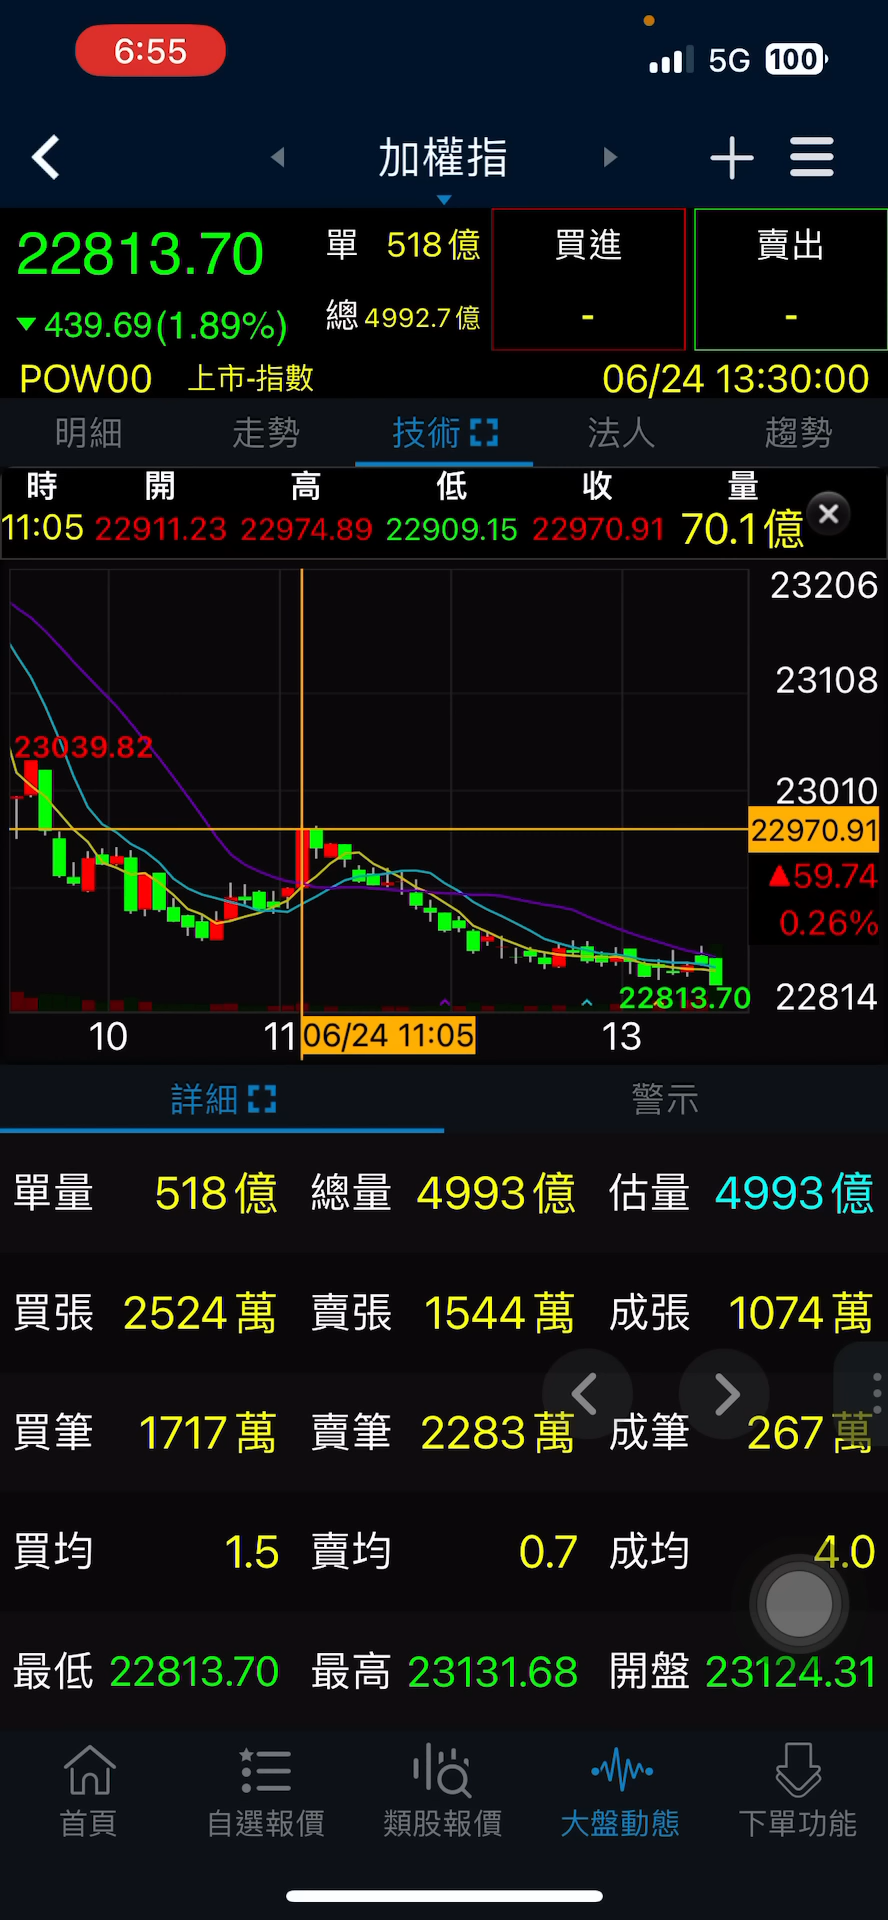 6:55
5G 100
加權指
22813.70
單 518億
買進
賣出
▼439.69(1.89%)
總 4992.7億
-
-
POW00 上市-指數 06/24 13:30:00
明細 走勢 技術 法人 趨勢
時 開 高 低 收 量
11:05 22911.23 22974.89 22909.15 22970.91 70.1億
23206
23108
23039.82
23010
22970.91
▲59.74
0.26%
22813.70
22814
10 11 06/24 11:05 13
詳細 警示
單量 518億 總量 4993億 估量 4993億
買張 2524萬 賣張 1544萬 成張 1074萬
買筆 1717萬 賣筆 2283萬 成筆 267萬
買均 1.5 賣均 0.7 成均 4.0
最低 22813.70 最高 23131.68 開盤 23124.31
首頁 自選報價 類股報價 大盤動態 下單功能